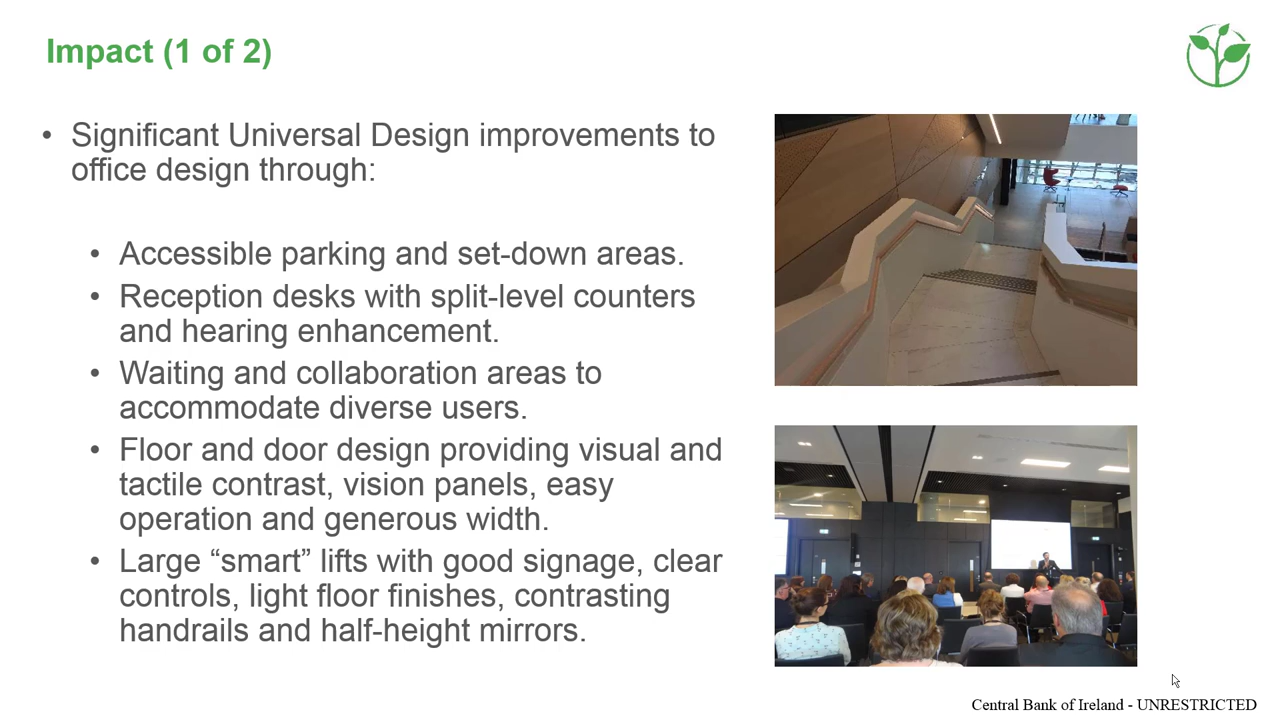 Impact (1 of 2)
• Significant Universal Design improvements to
office design through:
• Accessible parking and set-down areas.
• Reception desks with split-level counters
and hearing enhancement.
• Waiting and collaboration areas to
accommodate diverse users.
• Floor and door design providing visual and
tactile contrast, vision panels, easy
operation and generous width.
• Large “smart” lifts with good signage, clear
controls, light floor finishes, contrasting
handrails and half-height mirrors.
Central Bank of Ireland - UNRESTRICTED